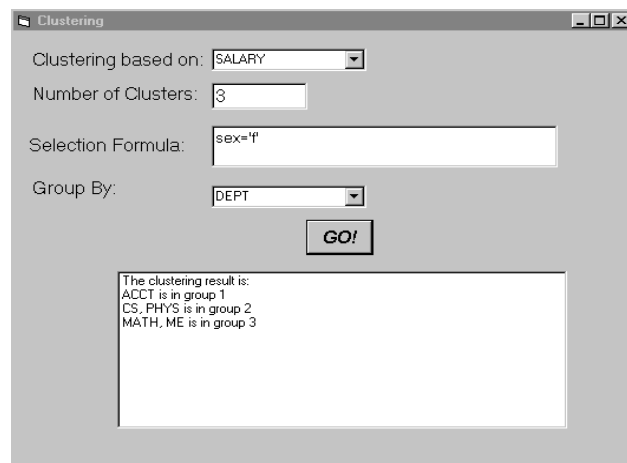 Clustering
Clustering based on: SALARY
Number of Clusters: 3
Selection Formula: sex='f'
Group By: DEPT
GO!
The clustering result is:
ACCT is in group 1
CS, PHYS is in group 2
MATH, ME is in group 3